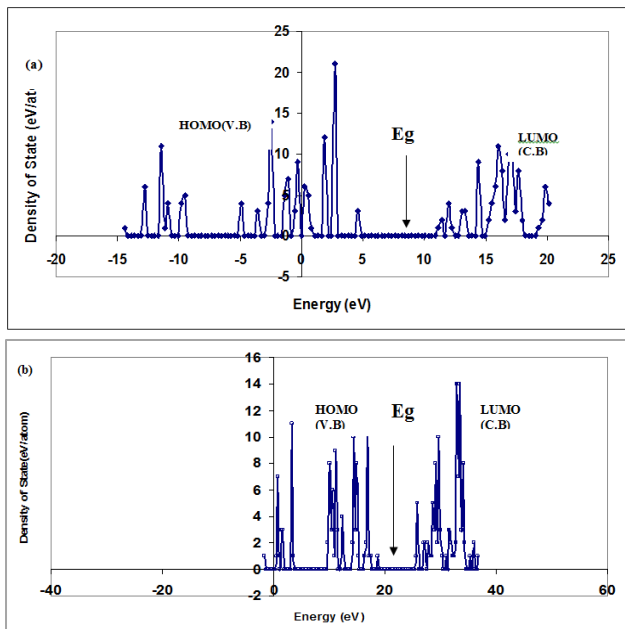 (a)
25
20
15
10
5
0
-5
-20
-15
-10
-5
0
5
10
15
20
25
Density of State (eV/at
HOMO(V.B)
Eg
LUMO
(C.B)
Energy (eV)
(b)
16
14
12
10
8
6
4
2
0
-2
-40
-20
0
20
40
60
Density of State(eV/atom)
HOMO
(V.B)
Eg
LUMO
(C.B)
Energy (eV)